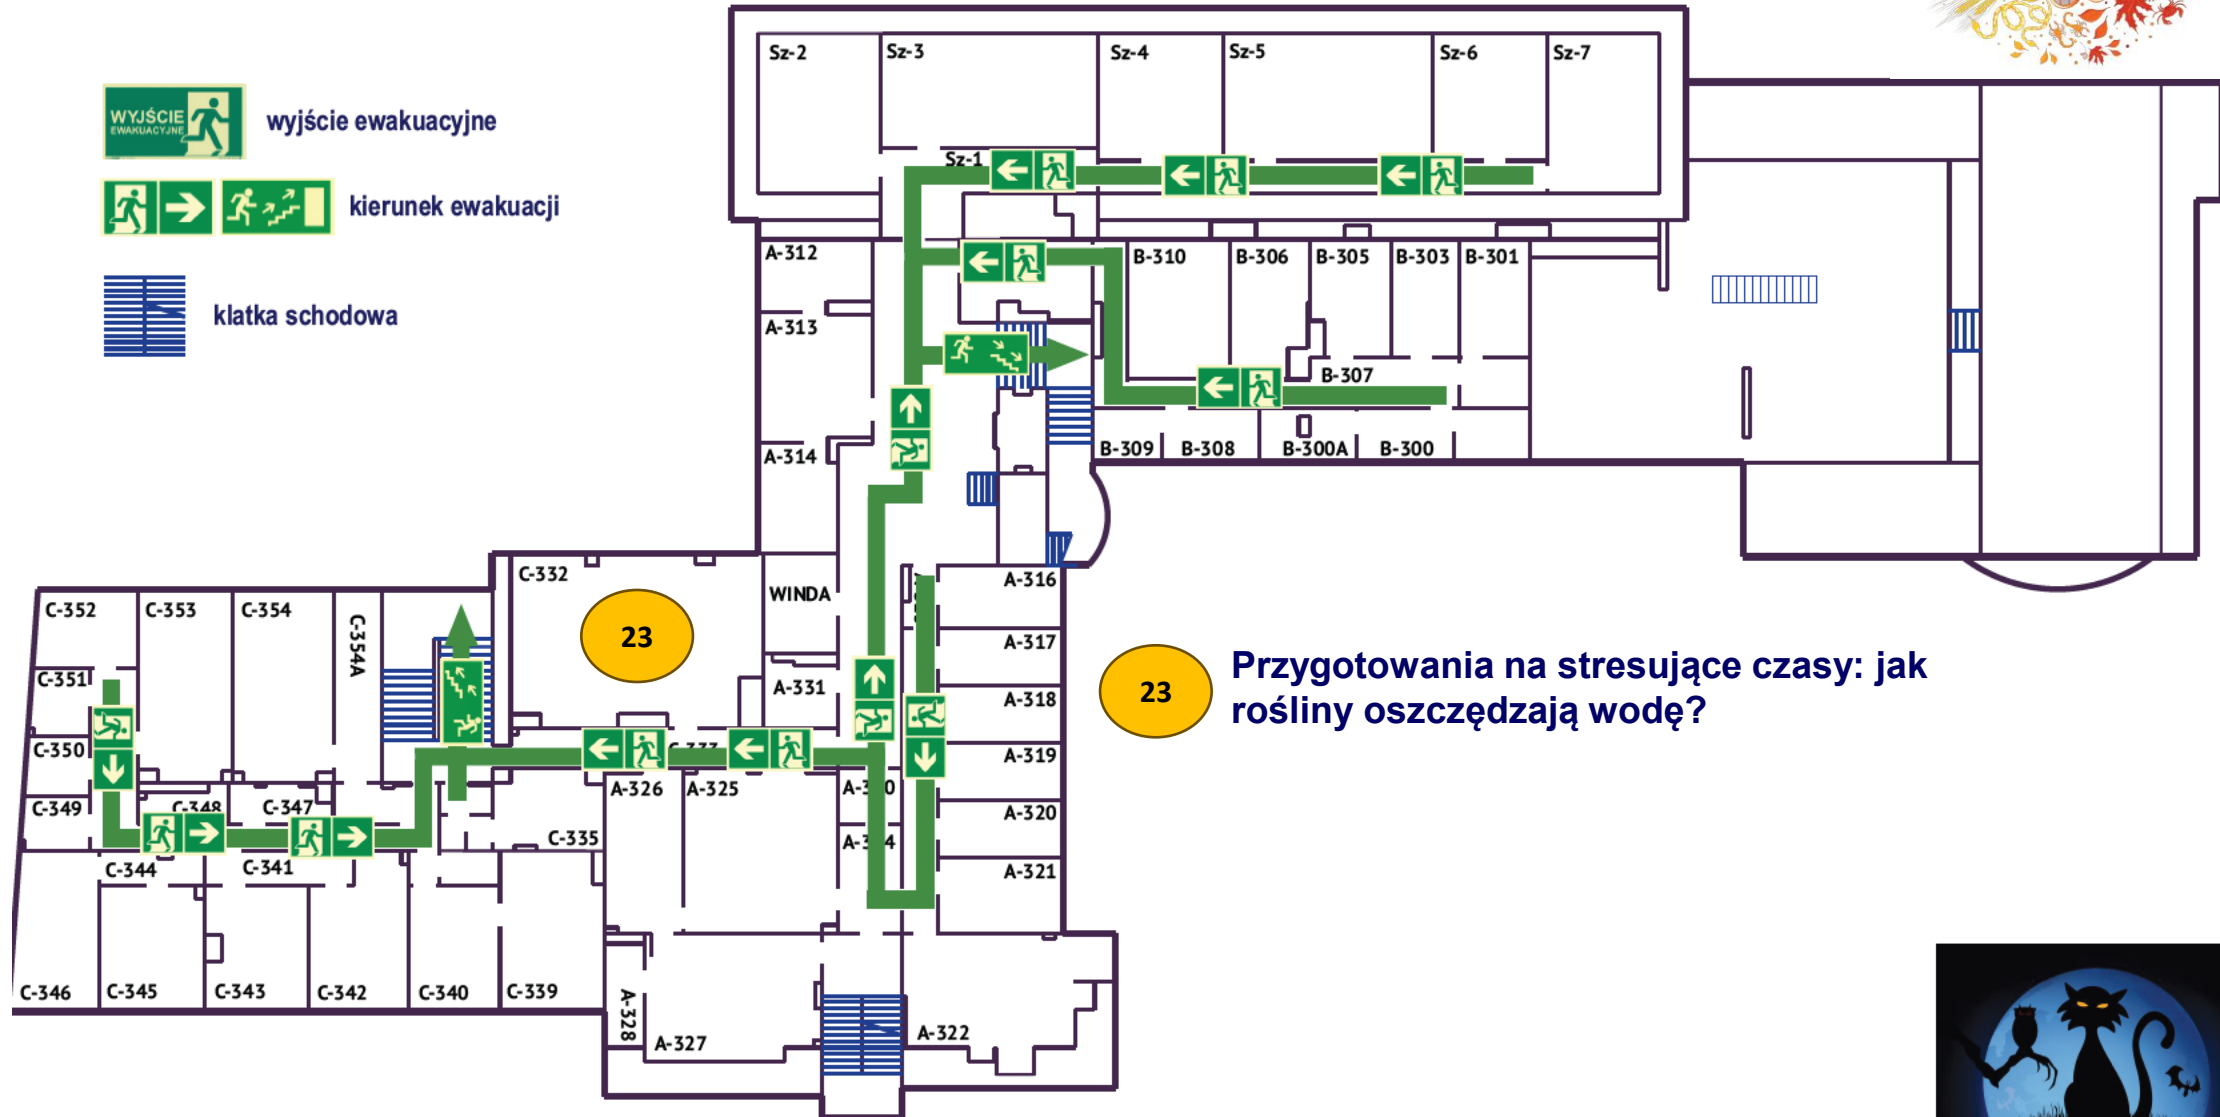 Sz-2
Sz-3
Sz-4
Sz-5
Sz-6
Sz-7
WYJŚCIE
EWAKUACYJNE
wyjście ewakuacyjne
Sz-1
kierunek ewakuacji
A-312
B-310
B-306
B-305
B-303
B-301
klatka schodowa
A-313
B-307
A-314
B-309
B-308
B-300A
B-300
C-332
WINDA
A-316
C-352
C-353
C-354
C-354A
23
A-317
C-351
A-331
A-318
23
Przygotowania na stresujące czasy: jak
rośliny oszczędzają wodę?
C-350
A-319
A-326
A-325
C-349
C-348
C-347
A-320
C-335
C-344
C-341
A-321
C-346
C-345
C-343
C-342
C-340
C-339
A-328
A-327
A-322